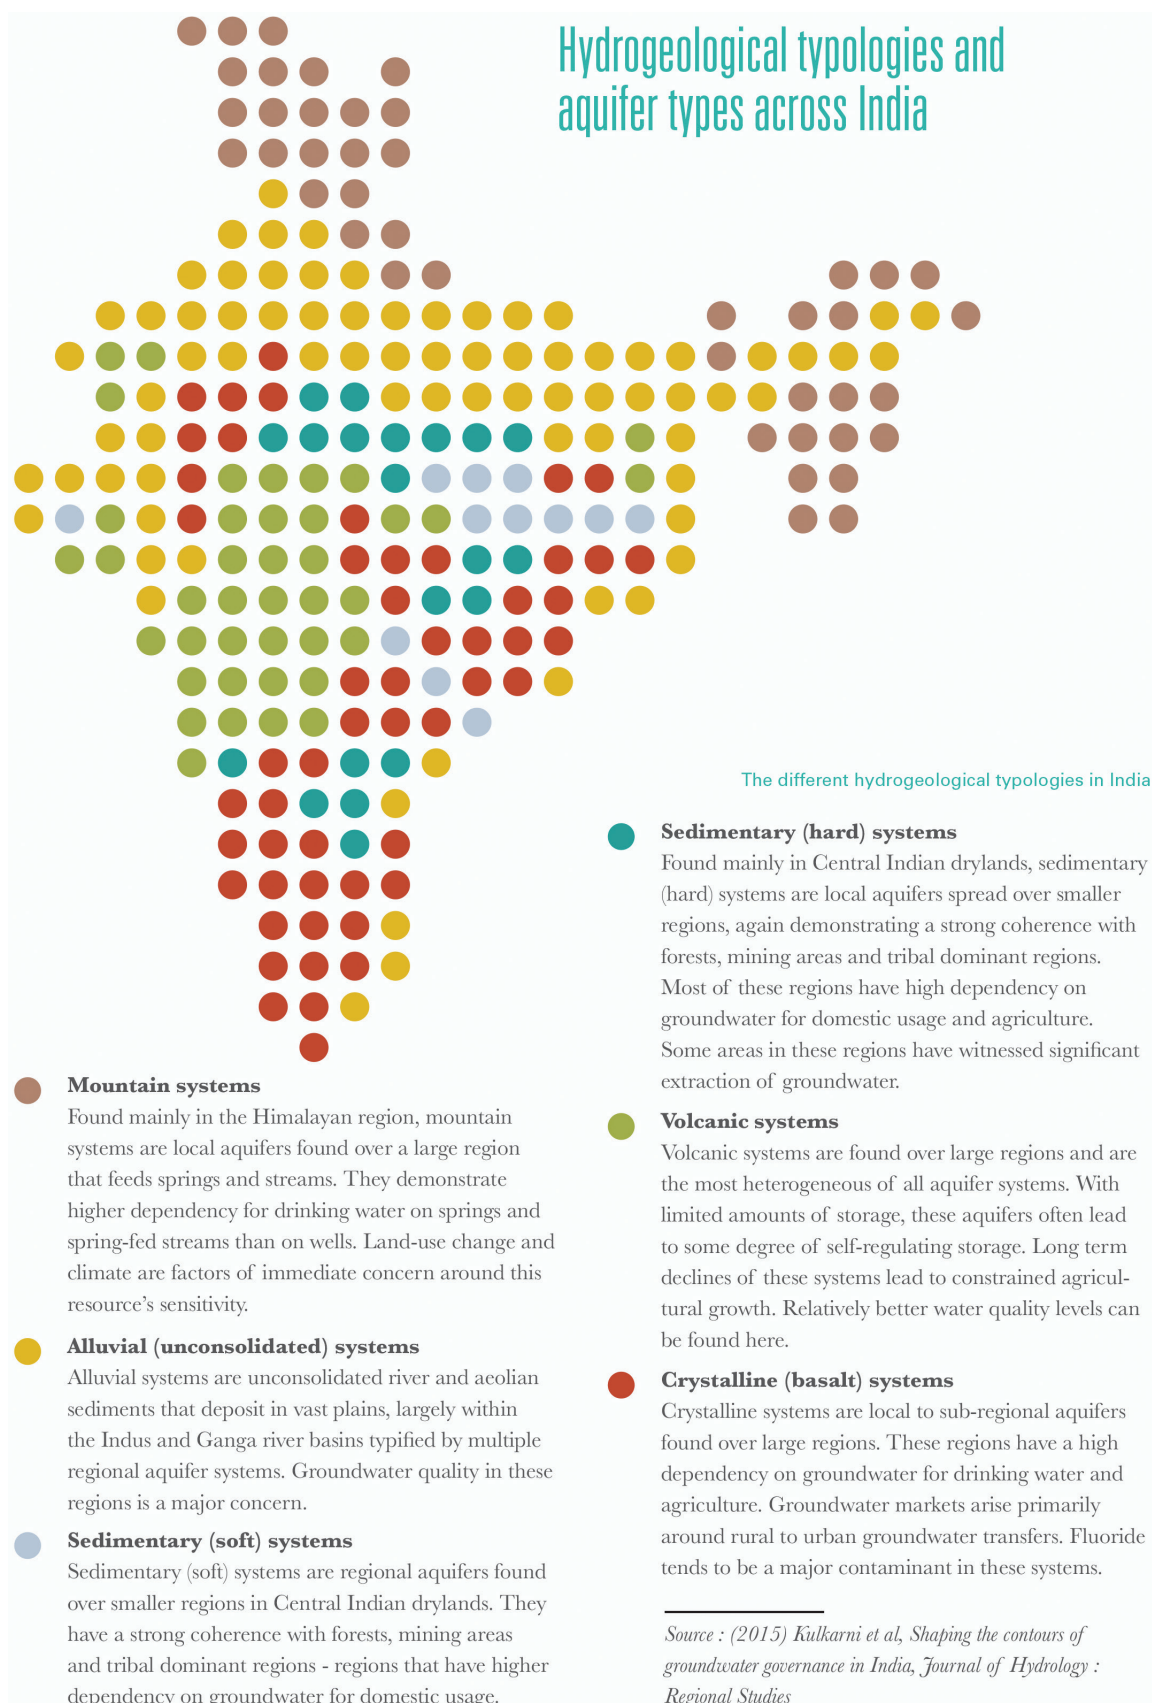 Hydrogeological typologies and
aquifer types across India
The different hydrogeological typologies in India
Mountain systems
Found mainly in the Himalayan region, mountain
systems are local aquifers found over a large region
that feeds springs and streams. They demonstrate
higher dependency for drinking water on springs and
spring-fed streams than on wells. Land-use change and
climate are factors of immediate concern around this
resource's sensitivity.
Alluvial (unconsolidated) systems
Alluvial systems are unconsolidated river and aeolian
sediments that deposit in vast plains, largely within
the Indus and Ganga river basins typified by multiple
regional aquifer systems. Groundwater quality in these
regions is a major concern.
Sedimentary (soft) systems
Sedimentary (soft) systems are regional aquifers found
over smaller regions in Central Indian drylands. They
have a strong coherence with forests, mining areas
and tribal dominant regions - regions that have higher
dependency on groundwater for domestic usage.
Sedimentary (hard) systems
Found mainly in Central Indian drylands, sedimentary
(hard) systems are local aquifers spread over smaller
regions, again demonstrating a strong coherence with
forests, mining areas and tribal dominant regions.
Most of these regions have high dependency on
groundwater for domestic usage and agriculture.
Some areas in these regions have witnessed significant
extraction of groundwater.
Volcanic systems
Volcanic systems are found over large regions and are
the most heterogeneous of all aquifer systems. With
limited amounts of storage, these aquifers often lead
to some degree of self-regulating storage. Long term
declines of these systems lead to constrained agricul-
tural growth. Relatively better water quality levels can
be found here.
Crystalline (basalt) systems
Crystalline systems are local to sub-regional aquifers
found over large regions. These regions have a high
dependency on groundwater for drinking water and
agriculture. Groundwater markets arise primarily
around rural to urban groundwater transfers. Fluoride
tends to be a major contaminant in these systems.
Source : (2015) Kulkarni et al, Shaping the contours of
groundwater governance in India, Journal of Hydrology :
Regional Studies